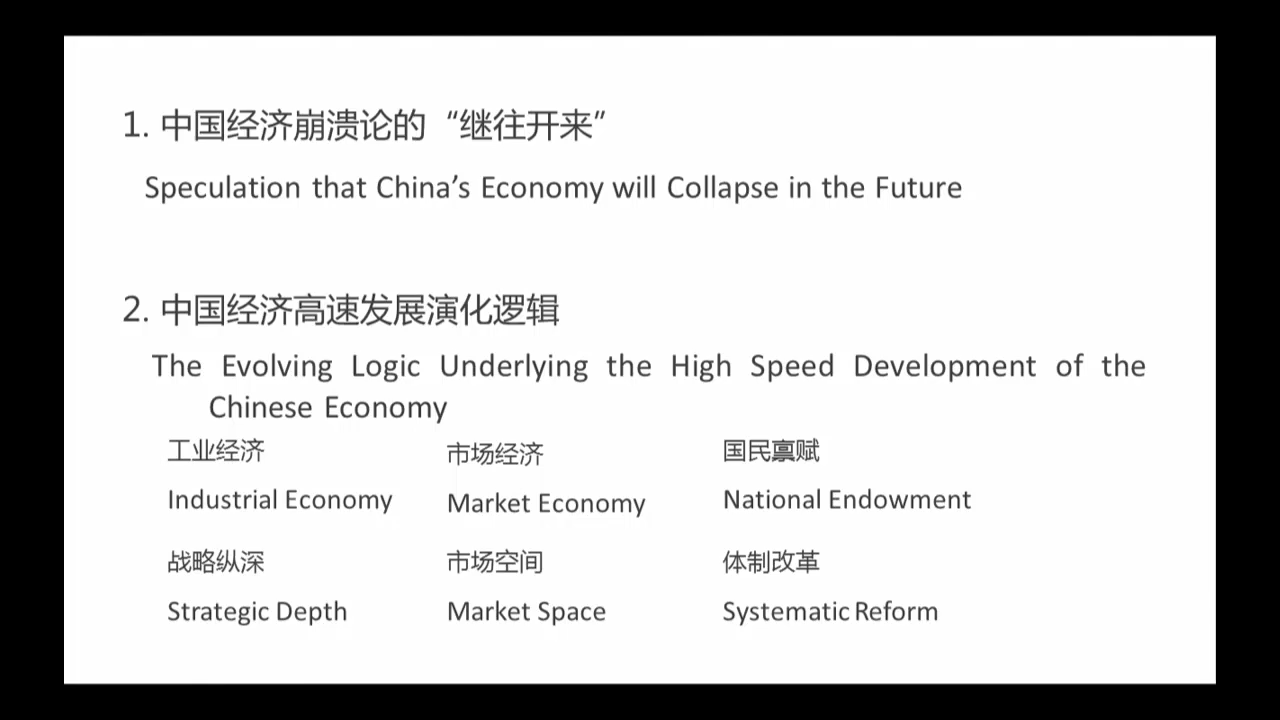 1. 中国经济崩溃论的“继往开来”
Speculation that China’s Economy will Collapse in the Future
2. 中国经济高速发展演化逻辑
The Evolving Logic Underlying the High Speed Development of the
Chinese Economy
工业经济 市场经济 国民禀赋
Industrial Economy Market Economy National Endowment
战略纵深 市场空间 体制改革
Strategic Depth Market Space Systematic Reform